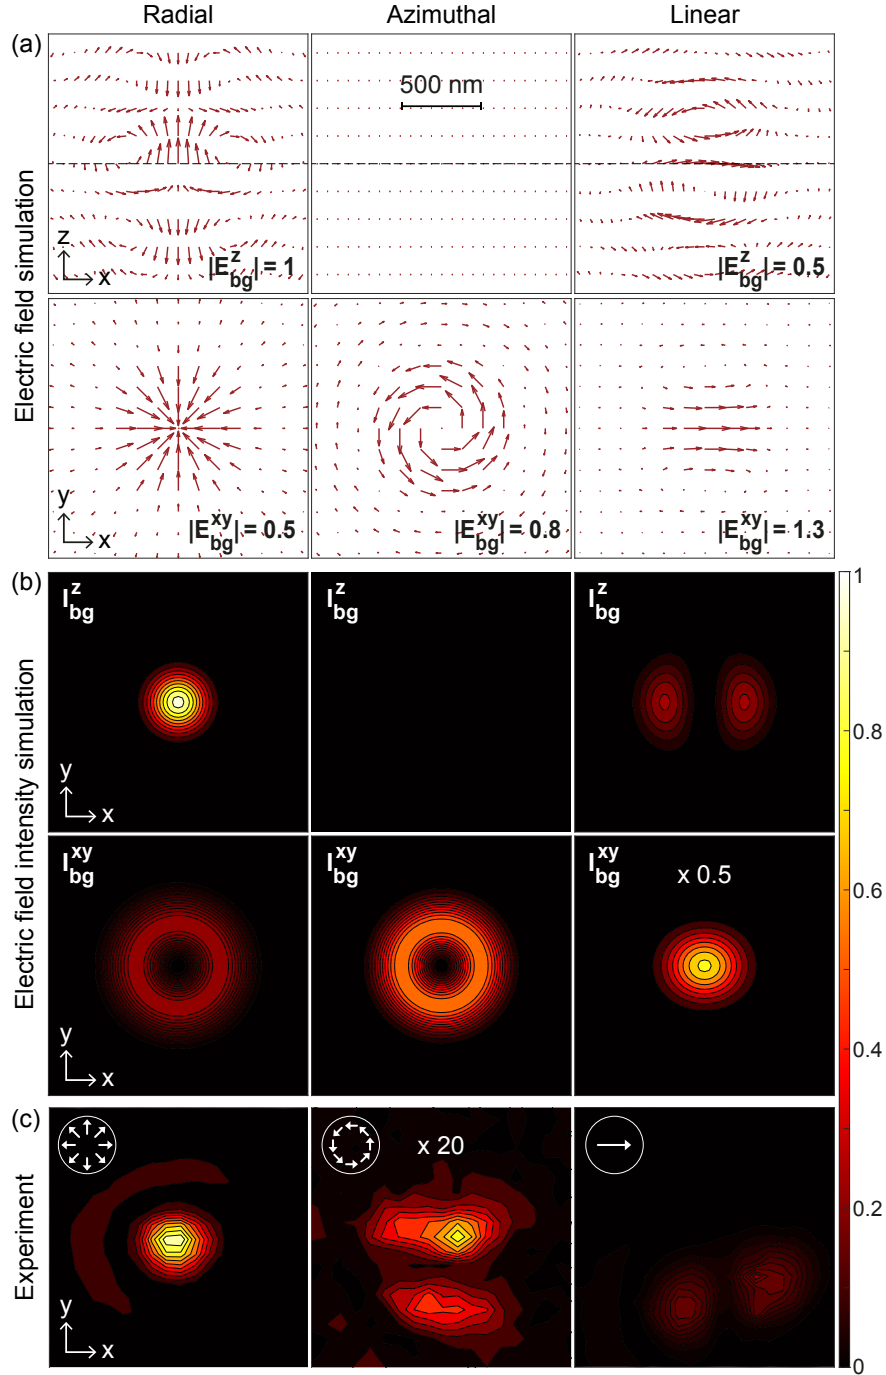 Radial Azimuthal Linear
(a)
Electric field simulation
500 nm
z
x
|E^z_bg| = 1
|E^z_bg| = 0.5
y
x
|E^xy_bg| = 0.5
|E^xy_bg| = 0.8
|E^xy_bg| = 1.3
(b)
Electric field intensity simulation
I^z_bg
I^z_bg
I^z_bg
y
x
I^xy_bg
I^xy_bg
I^xy_bg
x 0.5
y
x
(c)
Experiment
x 20
y
x
1
0.8
0.6
0.4
0.2
0